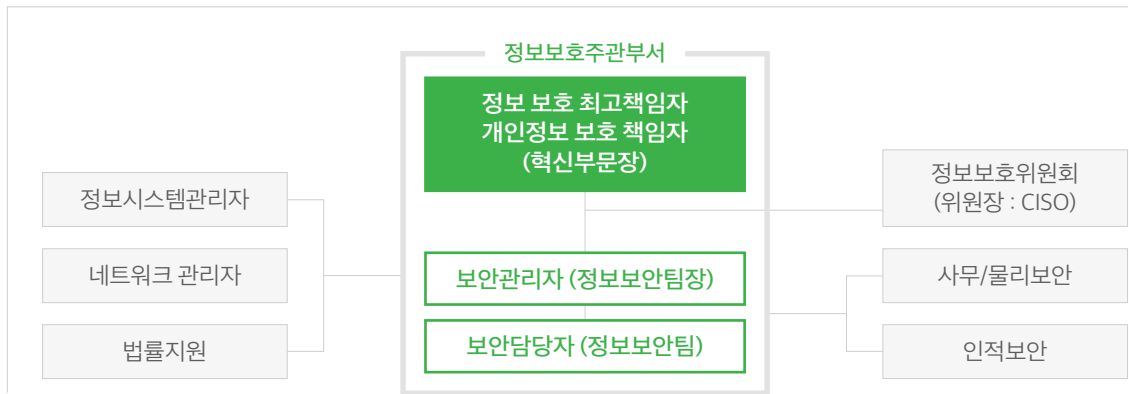 정보보호주관부서
정보 보호 최고책임자
개인정보 보호 책임자
(혁신부문장)
정보시스템관리자
네트워크 관리자
법률지원
보안관리자 (정보보안팀장)
보안담당자 (정보보안팀)
정보보호위원회
(위원장 : CISO)
사무/물리보안
인적보안